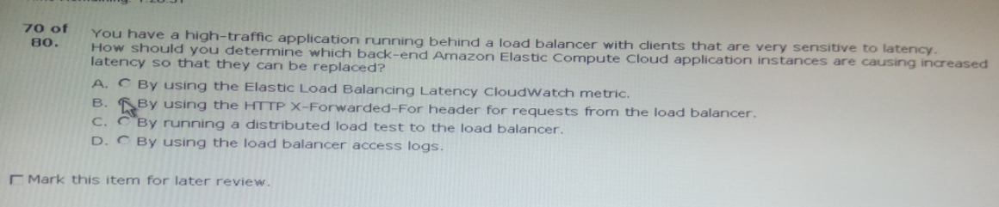 70 of
80.
You have a high-traffic application running behind a load balancer with clients that are very sensitive to latency.
How should you determine which back-end Amazon Elastic Compute Cloud application instances are causing increased
latency so that they can be replaced?
A. By using the Elastic Load Balancing Latency CloudWatch metric.
B. By using the HTTP X-Forwarded-For header for requests from the load balancer.
C. By running a distributed load test to the load balancer.
D. By using the load balancer access logs.
Mark this item for later review.